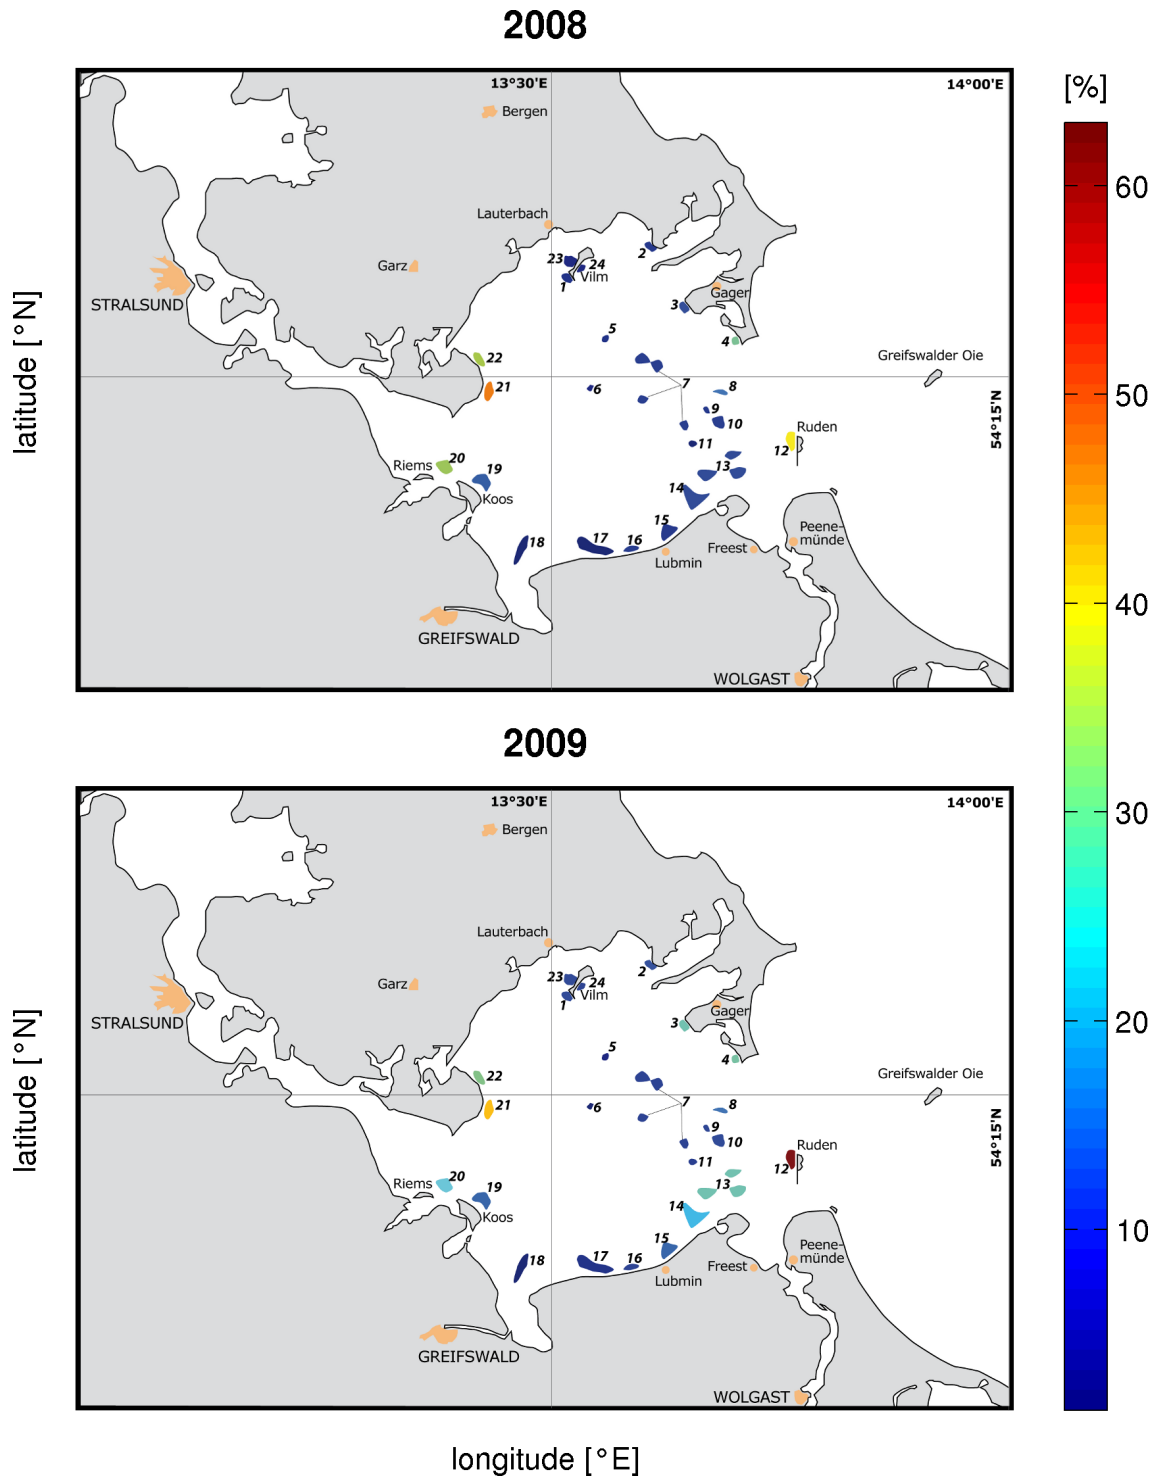 2008
[%]
latitude [°N]
13°30'E
14°00'E
Bergen
Lauterbach
Garz
STRALSUND
23
24
Vilm
1
2
3
Gager
4
5
Greifswalder Oie
54°15'N
22
21
6
7
8
9
10
11
Ruden
12
13
Riems
20
19
Koos
14
15
16
17
18
Lubmin
Freest
Peene-
münde
GREIFSWALD
WOLGAST
60
50
40
30
20
10
2009
latitude [°N]
13°30'E
14°00'E
Bergen
Lauterbach
Garz
STRALSUND
23
24
Vilm
1
2
3
Gager
4
5
Greifswalder Oie
54°15'N
22
21
6
7
8
9
10
11
Ruden
12
13
Riems
20
19
Koos
14
15
16
17
18
Lubmin
Freest
Peene-
münde
GREIFSWALD
WOLGAST
longitude [°E]